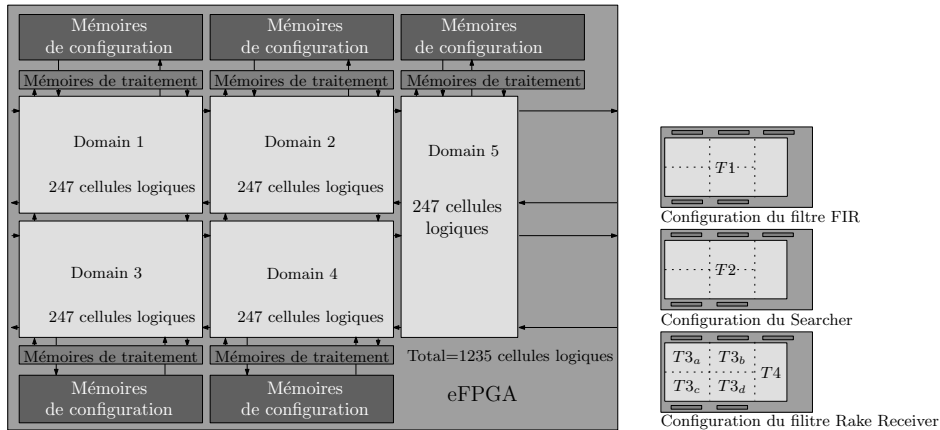 Mémoires
de configuration
Mémoires
de configuration
Mémoires
de configuration
Mémoires de traitement
Mémoires de traitement
Mémoires de traitement
Domain 1
247 cellules logiques
Domain 2
247 cellules logiques
Domain 5
247 cellules
logiques
Domain 3
247 cellules logiques
Domain 4
247 cellules logiques
Mémoires de traitement
Mémoires de traitement
Total=1235 cellules logiques
Mémoires
de configuration
Mémoires
de configuration
eFPGA
T1
Configuration du filtre FIR
T2
Configuration du Searcher
T3a T3b
T4
T3c T3d
Configuration du filitre Rake Receiver